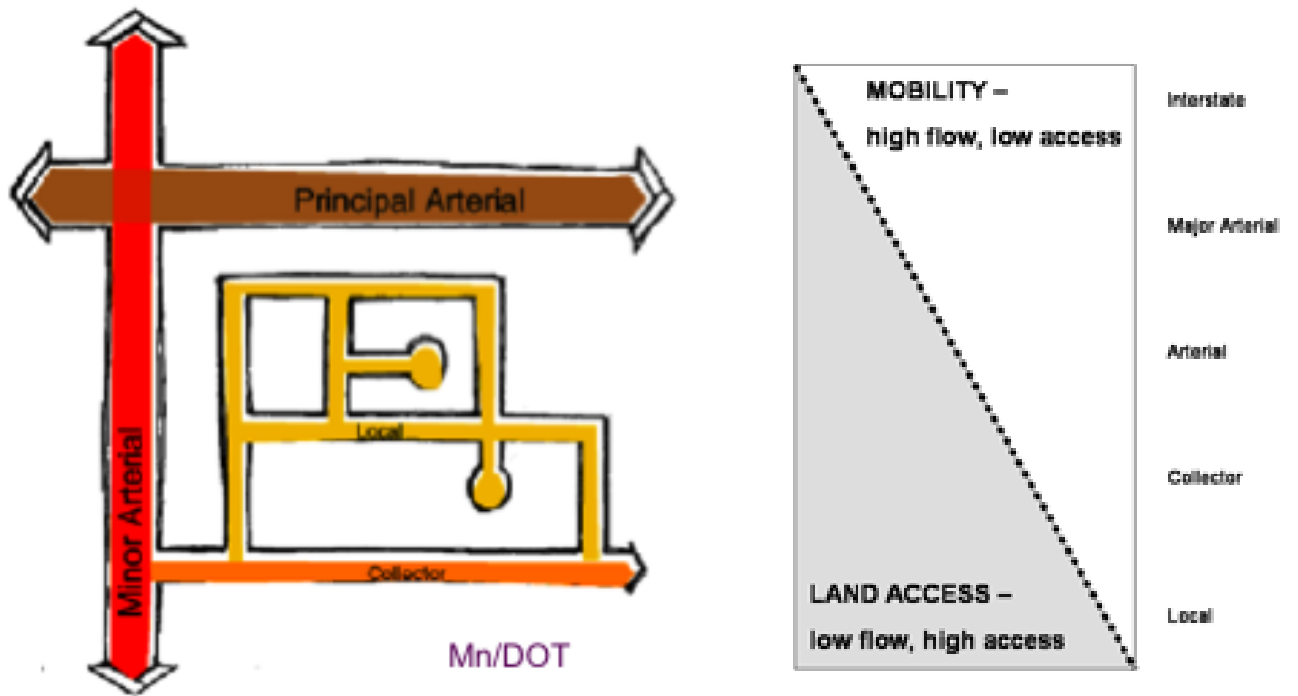 Principal Arterial
Minor Arterial
Local
Collector
Mn/DOT
MOBILITY –
high flow, low access
LAND ACCESS –
low flow, high access
Interstate
Major Arterial
Arterial
Collector
Local